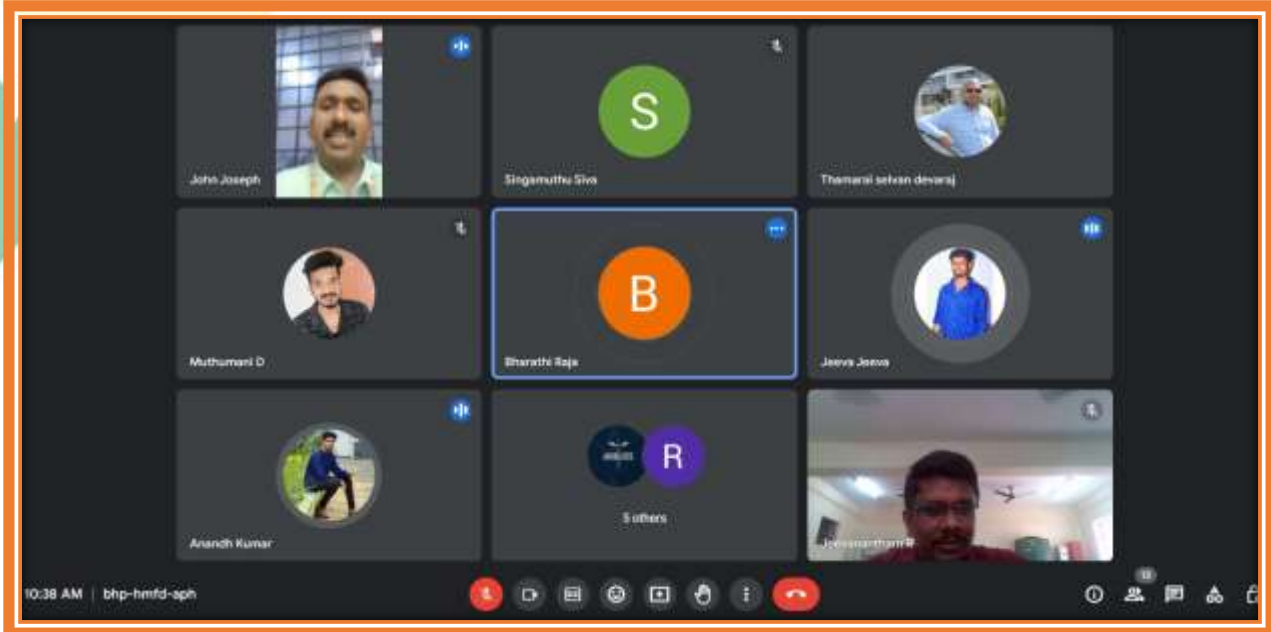 John Joseph
S
Singamuthu Siva
Thamarai selvan devaraj
Muthumani D
B
Bharathi Raja
Jeeva Jeeva
Anandh Kumar
R
5 others
Jeevanantham R
10:38 AM | bhp-hmfd-aph